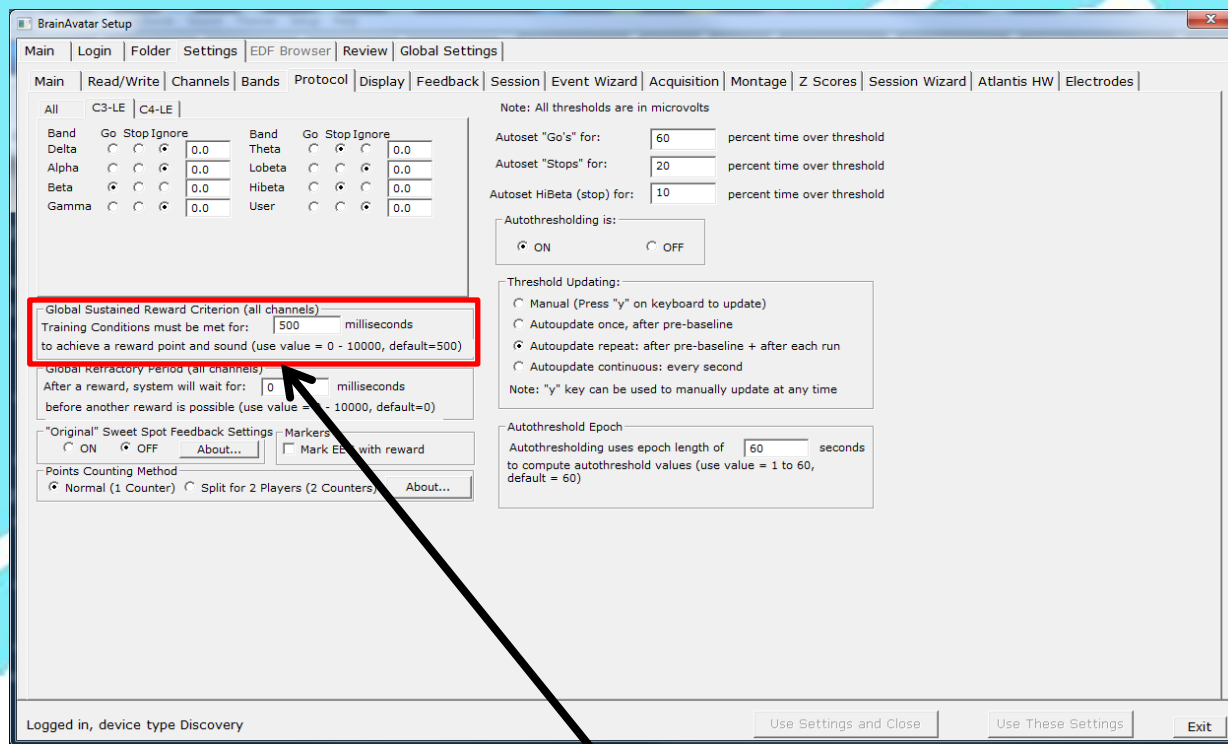 BrainAvatar Setup
Main Login Folder Settings EDF Browser Review Global Settings
Main Read/Write Channels Bands Protocol Display Feedback Session Event Wizard Acquisition Montage Z Scores Session Wizard Atlantis HW Electrodes
All C3-LE C4-LE
Band Go Stop Ignore Band Go Stop Ignore
Delta 0.0 Theta 0.0
Alpha 0.0 Lobeta 0.0
Beta 0.0 Hibeta 0.0
Gamma 0.0 User 0.0
Global Sustained Reward Criterion (all channels)
Training Conditions must be met for: 500 milliseconds
to achieve a reward point and sound (use value = 0 - 10000, default=500)
Global Refractory Period (all channels)
After a reward, system will wait for: 0 milliseconds
before another reward is possible (use value = 0 - 10000, default=0)
"Original" Sweet Spot Feedback Settings
ON OFF About...
Markers
Mark EEG with reward
Points Counting Method
Normal (1 Counter) Split for 2 Players (2 Counters) About...
Note: All thresholds are in microvolts
Autoset "Go's" for: 60 percent time over threshold
Autoset "Stops" for: 20 percent time over threshold
Autoset HiBeta (stop) for: 10 percent time over threshold
Autothresholding is:
ON OFF
Threshold Updating:
Manual (Press "y" on keyboard to update)
Autoupdate once, after pre-baseline
Autoupdate repeat: after pre-baseline + after each run
Autoupdate continuous: every second
Note: "y" key can be used to manually update at any time
Autothreshold Epoch
Autothresholding uses epoch length of 60 seconds
to compute autothreshold values (use value = 1 to 60,
default = 60)
Logged in, device type Discovery
Use Settings and Close Use These Settings Exit